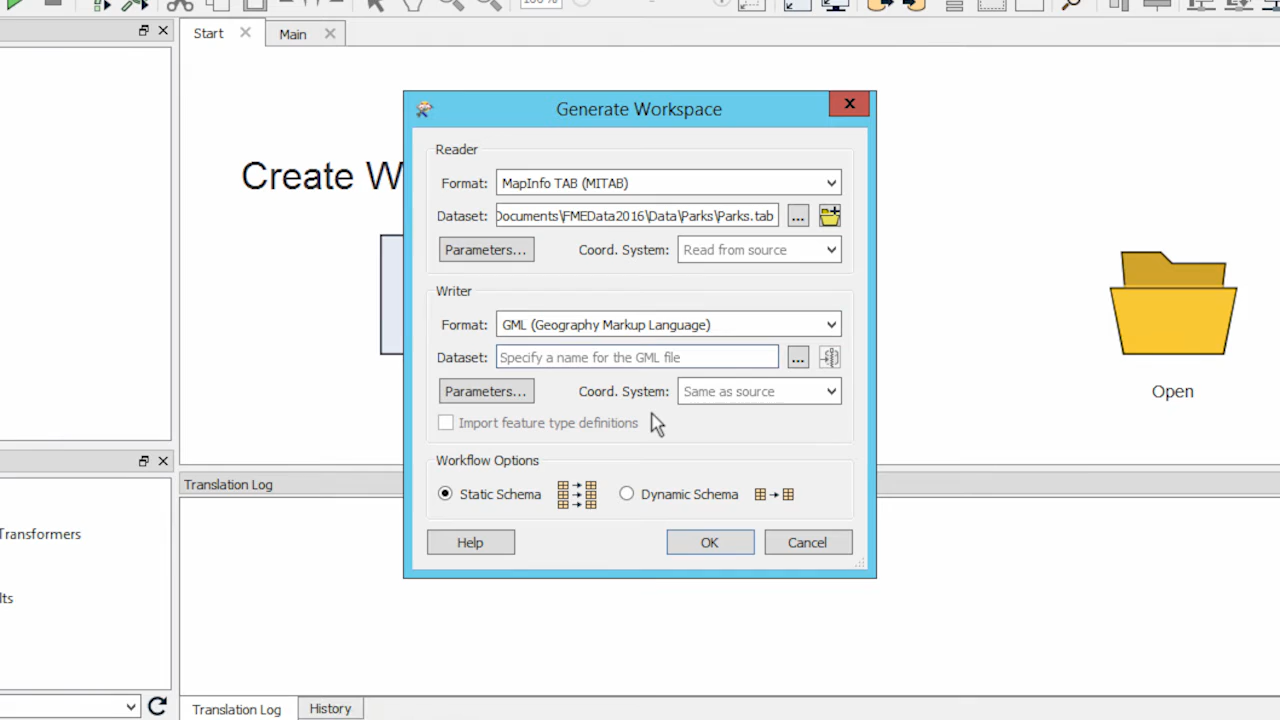 100%
Start
Main
Generate Workspace
Create W
Reader
Format: MapInfo TAB (MITAB)
Dataset: Documents\FMEData2016\Data\Parks\Parks.tab ...
Parameters... Coord. System: Read from source
Writer
Format: GML (Geography Markup Language)
Dataset: Specify a name for the GML file ...
Parameters... Coord. System: Same as source
Import feature type definitions
Open
Workflow Options
Translation Log
Static Schema Dynamic Schema
Transformers
Help OK Cancel
lts
Translation Log History